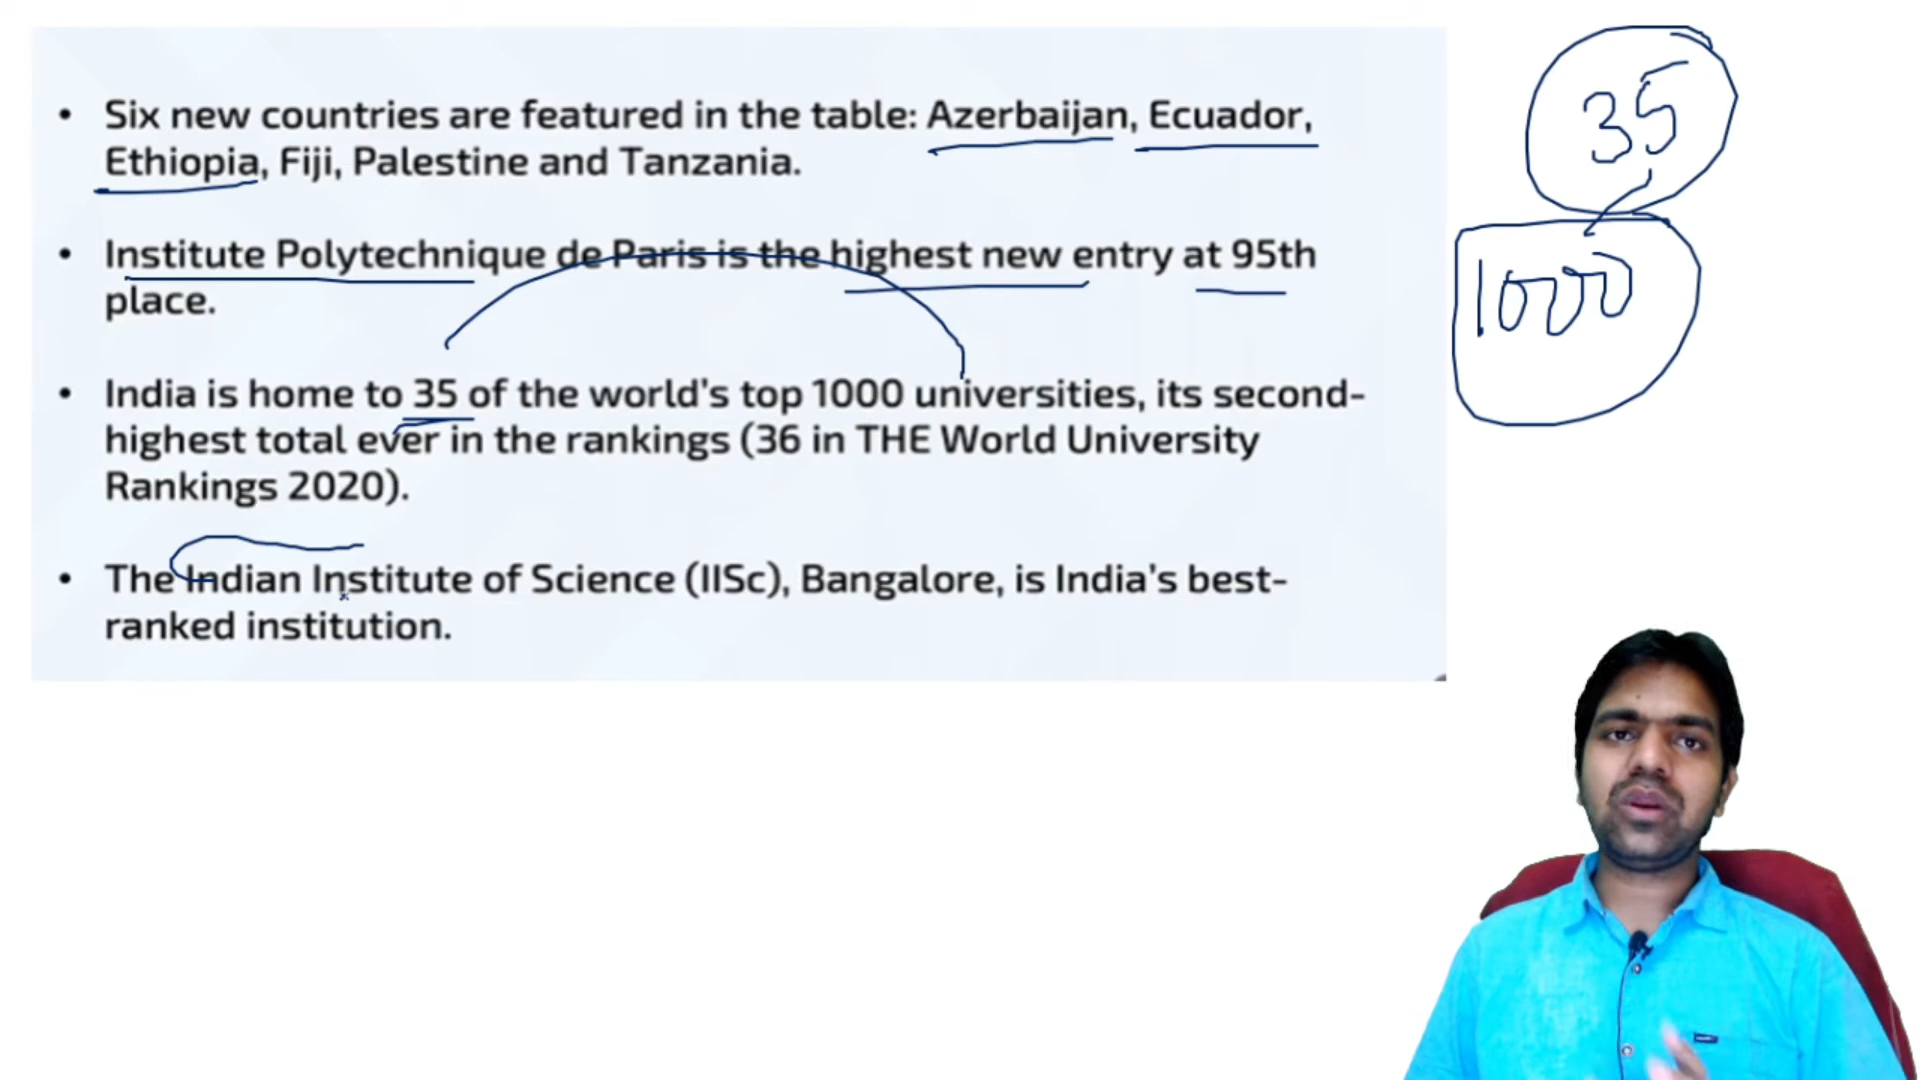 • Six new countries are featured in the table: Azerbaijan, Ecuador,
Ethiopia, Fiji, Palestine and Tanzania.
• Institute Polytechnique de Paris is the highest new entry at 95th
place.
• India is home to 35 of the world's top 1000 universities, its second-
highest total ever in the rankings (36 in THE World University
Rankings 2020).
• The Indian Institute of Science (IISc), Bangalore, is India's best-
ranked institution.
35
1000